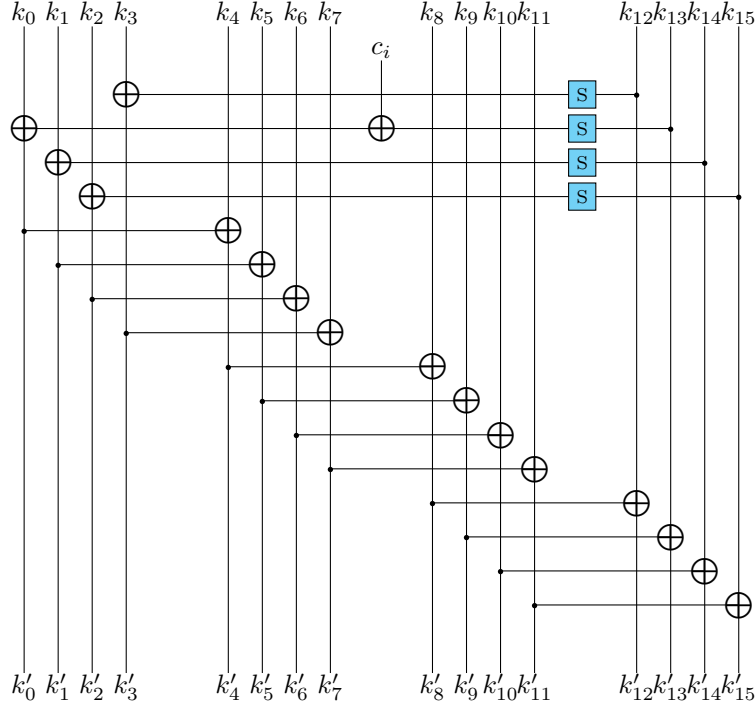 k₀ k₁ k₂ k₃ k₄ k₅ k₆ k₇ k₈ k₉ k₁₀ k₁₁ k₁₂ k₁₃ k₁₄ k₁₅
cᵢ
S
S
S
S
k′₀ k′₁ k′₂ k′₃ k′₄ k′₅ k′₆ k′₇ k′₈ k′₉ k′₁₀ k′₁₁ k′₁₂ k′₁₃ k′₁₄ k′₁₅